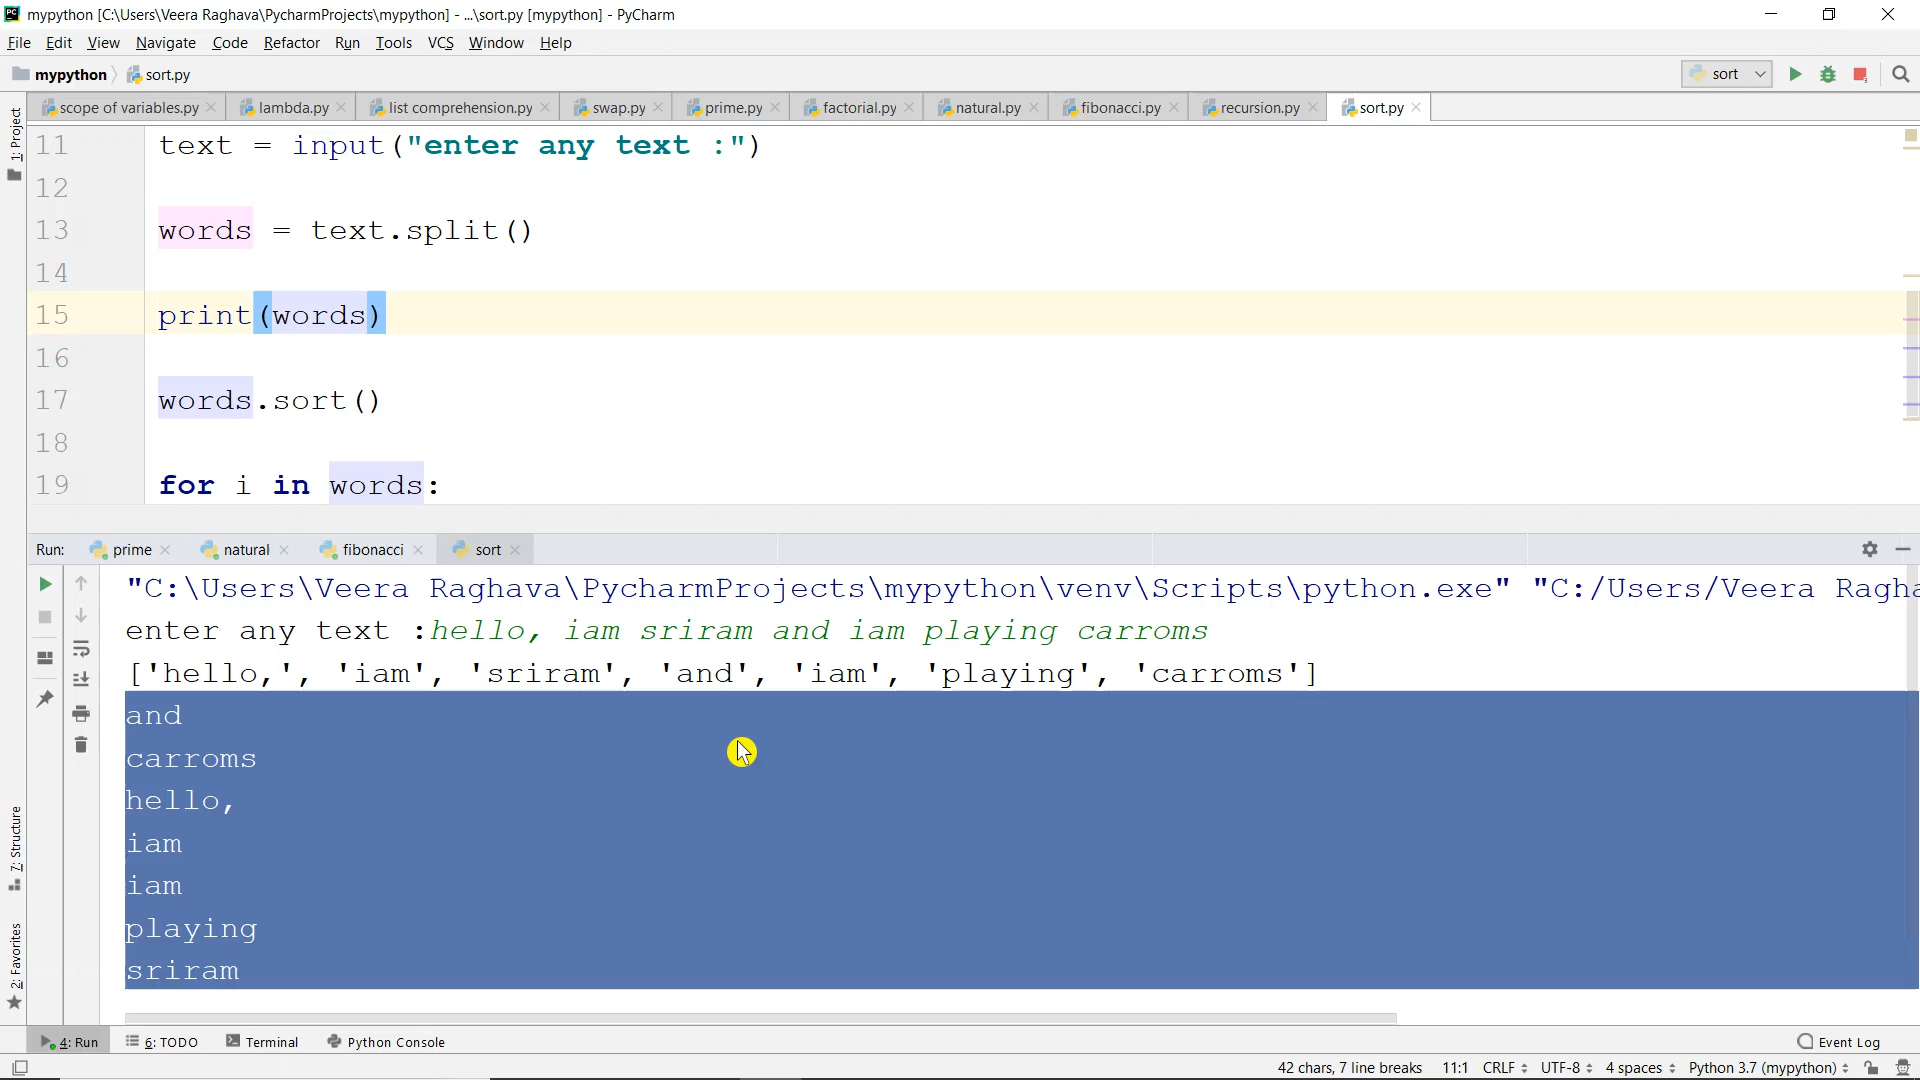 mypython [C:\Users\Veera Raghava\PycharmProjects\mypython] - ...\sort.py [mypython] - PyCharm
File Edit View Navigate Code Refactor Run Tools VCS Window Help
mypython sort.py sort
scope of variables.py lambda.py list comprehension.py swap.py prime.py factorial.py natural.py fibonacci.py recursion.py sort.py
1: Project
11 text = input("enter any text :")
12
13 words = text.split()
14
15 print(words)
16
17 words.sort()
18
19 for i in words:
Run: prime natural fibonacci sort
"C:\Users\Veera Raghava\PycharmProjects\mypython\venv\Scripts\python.exe" "C:/Users/Veera Ragha
enter any text :hello, iam sriram and iam playing carroms
['hello,', 'iam', 'sriram', 'and', 'iam', 'playing', 'carroms']
and
carroms
hello,
iam
iam
playing
sriram
7: Structure
2: Favorites
4: Run 6: TODO Terminal Python Console Event Log
42 chars, 7 line breaks 11:1 CRLF UTF-8 4 spaces Python 3.7 (mypython)